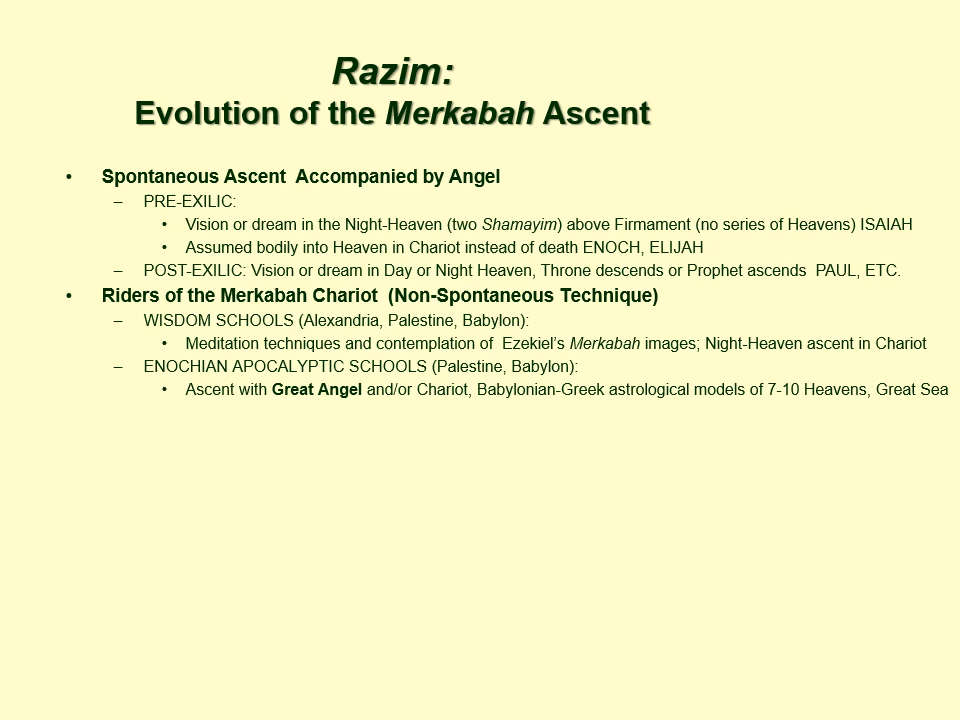 Razim:
Evolution of the Merkabah Ascent
• Spontaneous Ascent  Accompanied by Angel
– PRE-EXILIC:
• Vision or dream in the Night-Heaven (two Shamayim) above Firmament (no series of Heavens) ISAIAH
• Assumed bodily into Heaven in Chariot instead of death ENOCH, ELIJAH
– POST-EXILIC: Vision or dream in Day or Night Heaven, Throne descends or Prophet ascends  PAUL, ETC.
• Riders of the Merkabah Chariot  (Non-Spontaneous Technique)
– WISDOM SCHOOLS (Alexandria, Palestine, Babylon):
• Meditation techniques and contemplation of  Ezekiel’s Merkabah images; Night-Heaven ascent in Chariot
– ENOCHIAN APOCALYPTIC SCHOOLS (Palestine, Babylon):
• Ascent with Great Angel and/or Chariot, Babylonian-Greek astrological models of 7-10 Heavens, Great Sea